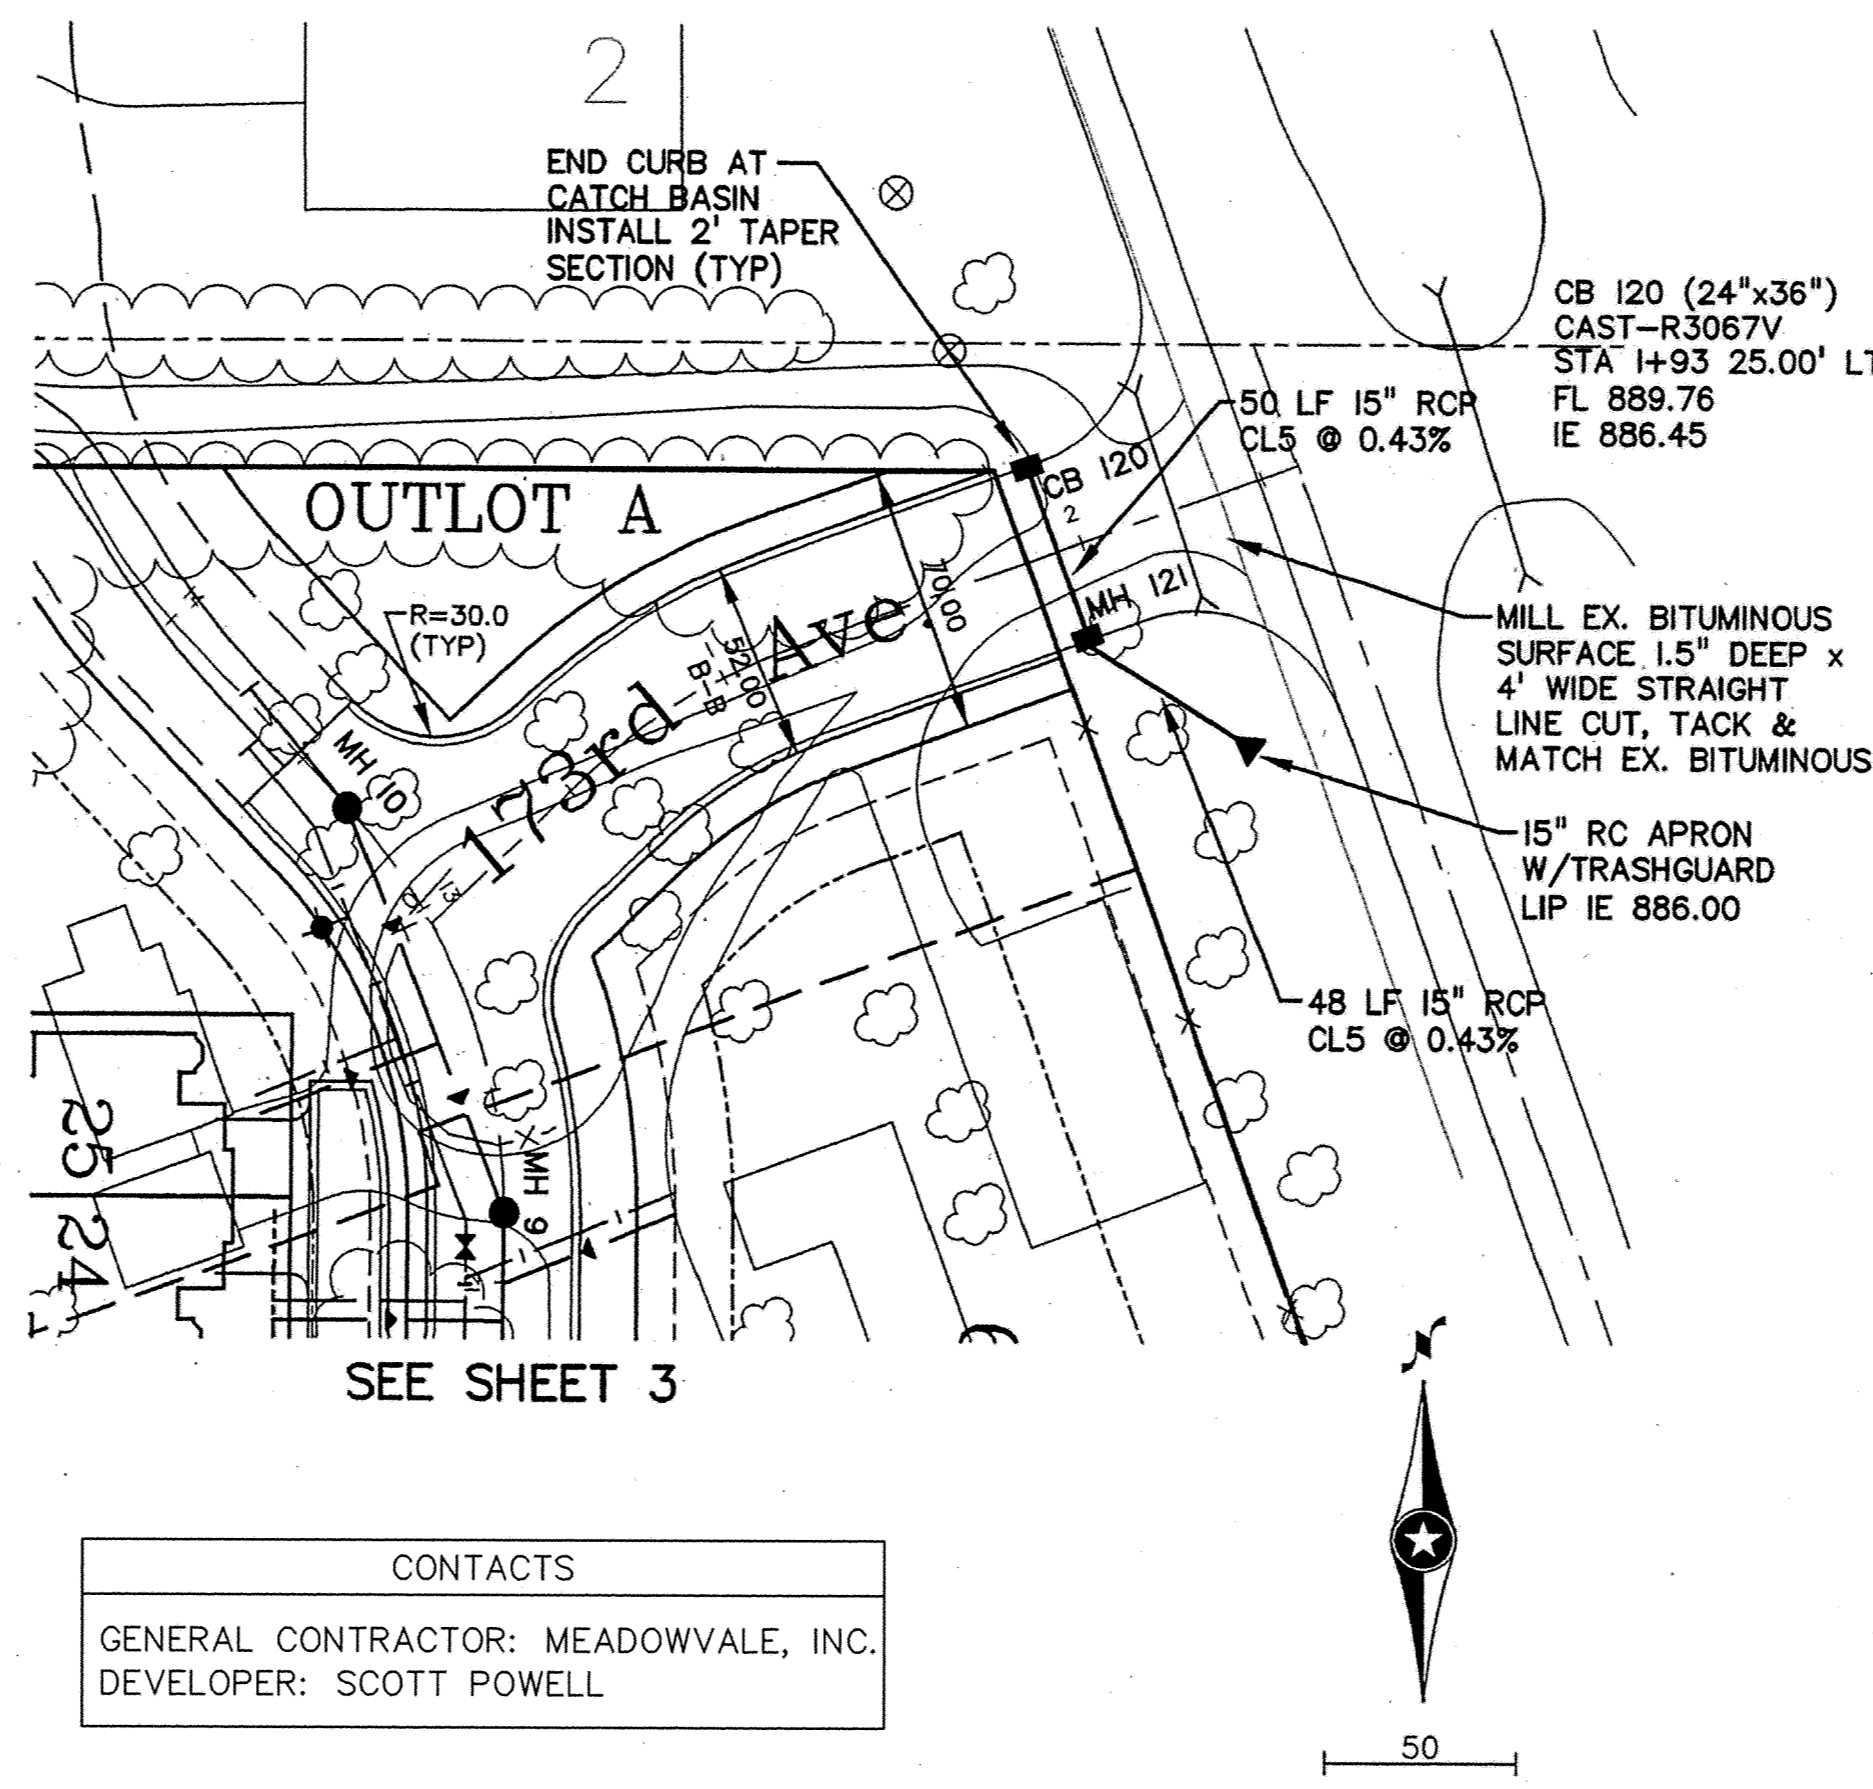 2
END CURB AT
CATCH BASIN
INSTALL 2' TAPER
SECTION (TYP)
CB 120 (24"x36")
CAST-R3067V
STA 1+93 25.00' LT
FL 889.76
IE 886.45
50 LF 15" RCP
CL5 @ 0.43%
CB 120
2
OUTLOT A
R=30.0
(TYP)
70.00
52.00
B-B
MH 121
173rd Ave.
MILL EX. BITUMINOUS
SURFACE 1.5" DEEP x
4' WIDE STRAIGHT
LINE CUT, TACK &
MATCH EX. BITUMINOUS
MH 10
15" RC APRON
W/TRASHGUARD
LIP IE 886.00
48 LF 15" RCP
CL5 @ 0.43%
25
24
MH 9
SEE SHEET 3
N
CONTACTS
GENERAL CONTRACTOR: MEADOWVALE, INC.
DEVELOPER: SCOTT POWELL
50